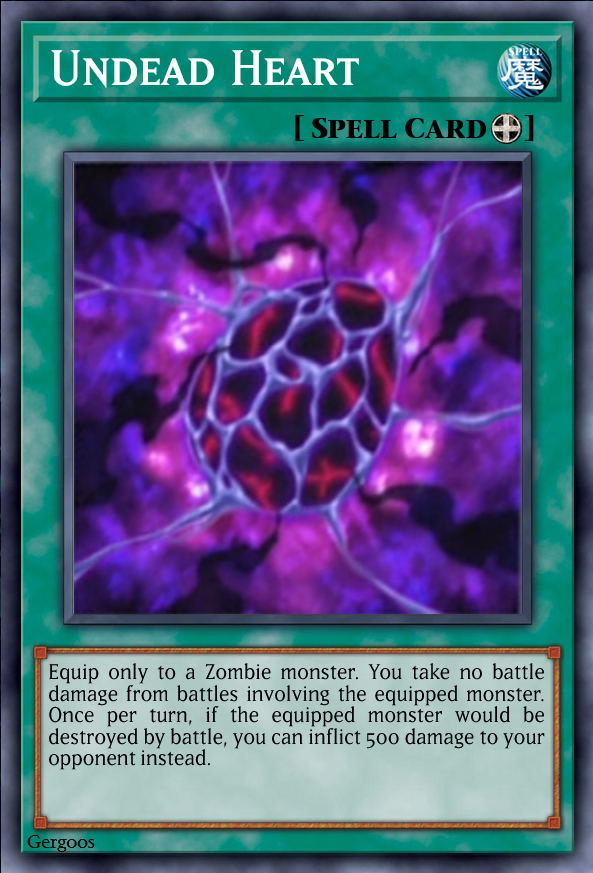 UNDEAD HEART
SPELL
魔
[ SPELL CARD ]
Equip only to a Zombie monster. You take no battle
damage from battles involving the equipped monster.
Once per turn, if the equipped monster would be
destroyed by battle, you can inflict 500 damage to your
opponent instead.
Gergoos